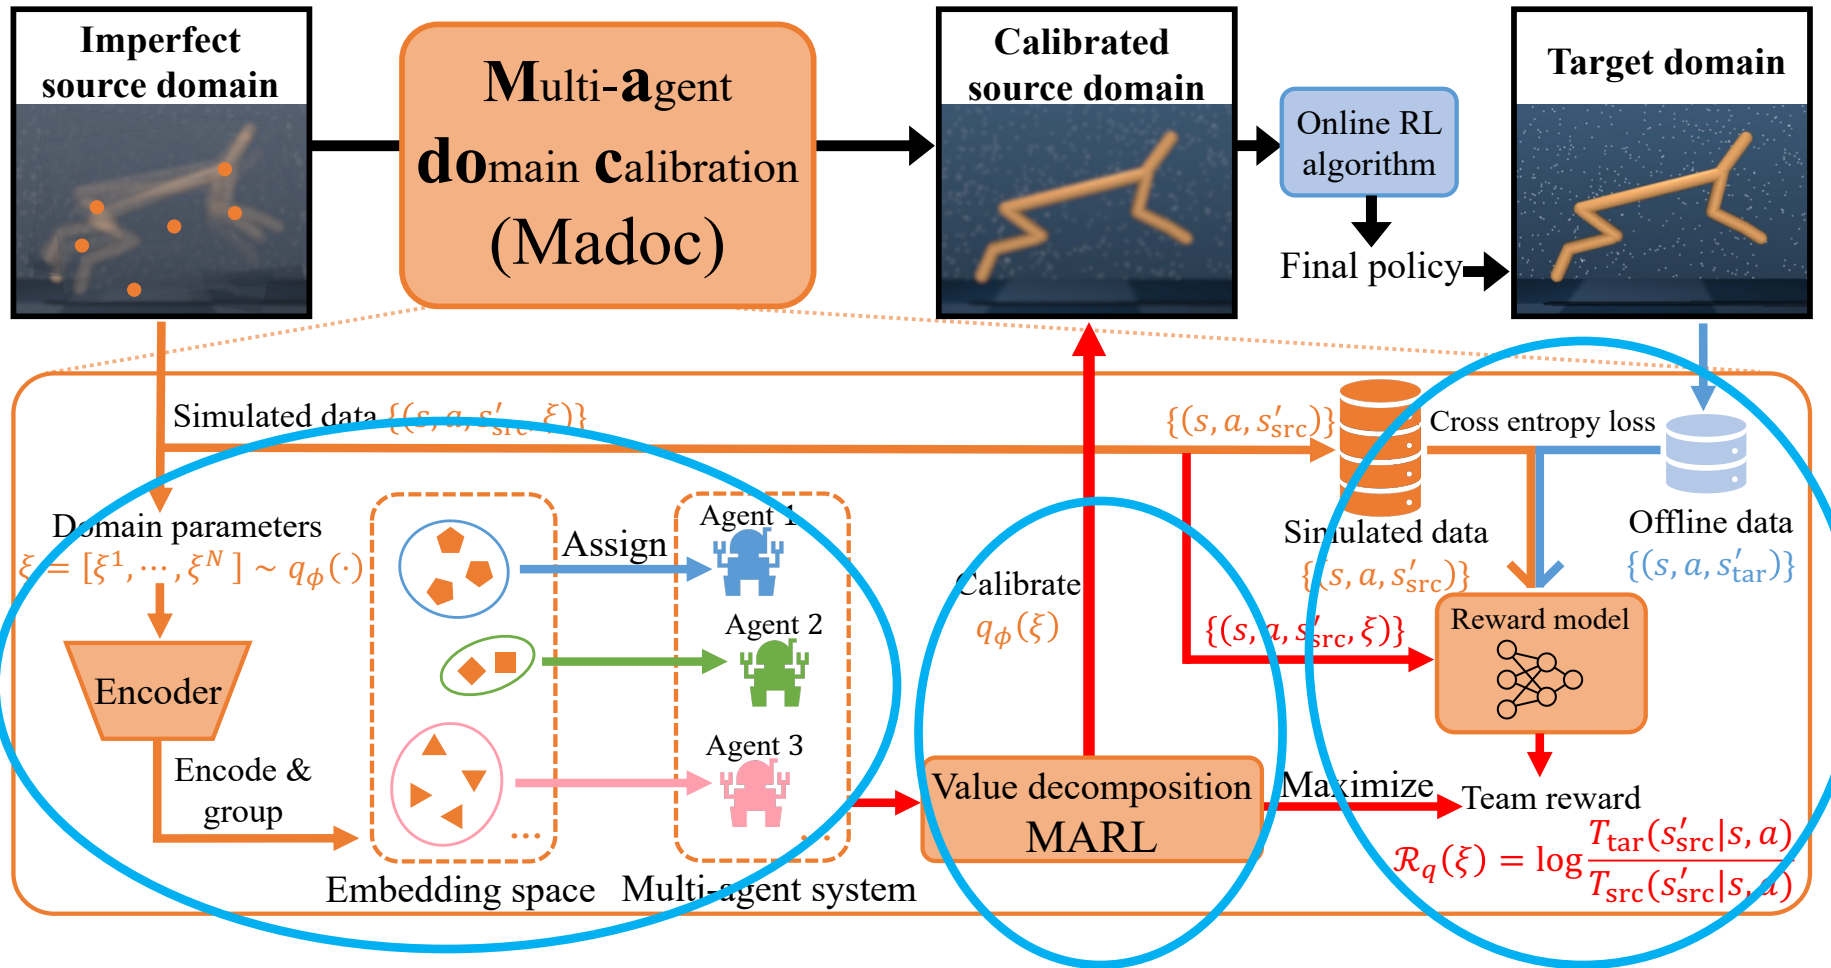 Imperfect
source domain
Multi-agent
domain calibration
(Madoc)
Calibrated
source domain
Online RL
algorithm
Final policy
Target domain
Simulated data {(s, a, s′src, ξ)}
{(s, a, s′src)}
Cross entropy loss
Domain parameters
ξ = [ξ¹, ⋯, ξᴺ] ~ qϕ(·)
Encoder
Encode &
group
Assign
Agent 1
Agent 2
Agent 3
...
...
Embedding space
Multi-agent system
Calibrate
qϕ(ξ)
Value decomposition
MARL
Simulated data
{(s, a, s′src)}
Offline data
{(s, a, s′tar)}
{(s, a, s′src, ξ)}
Reward model
Maximize
Team reward
ℛq(ξ) = log Ttar(s′src|s, a) / Tsrc(s′src|s, a)